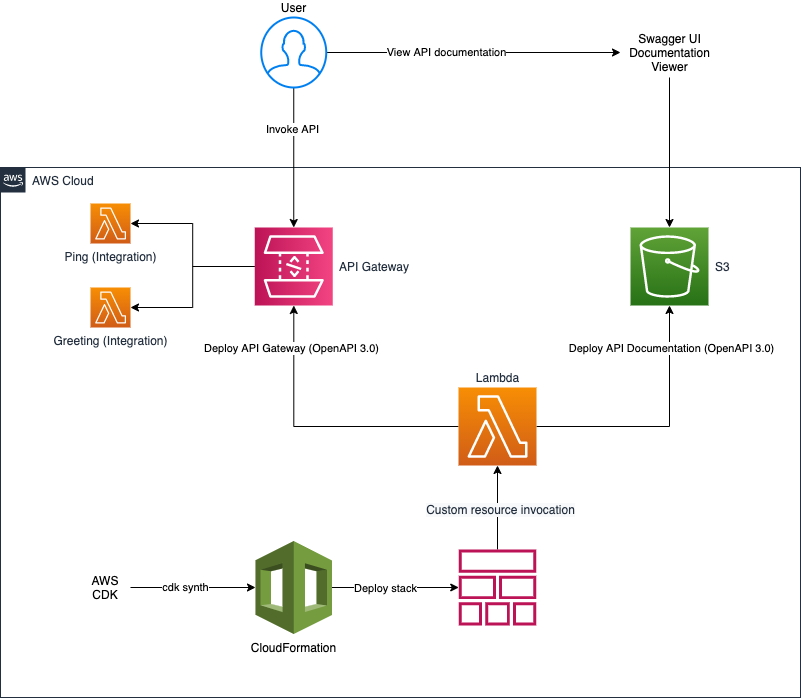 User
View API documentation
Swagger UI
Documentation
Viewer
Invoke API
aws
AWS Cloud
Ping (Integration)
API Gateway
S3
Greeting (Integration)
Deploy API Gateway (OpenAPI 3.0)
Deploy API Documentation (OpenAPI 3.0)
Lambda
Custom resource invocation
AWS
CDK
cdk synth
Deploy stack
CloudFormation